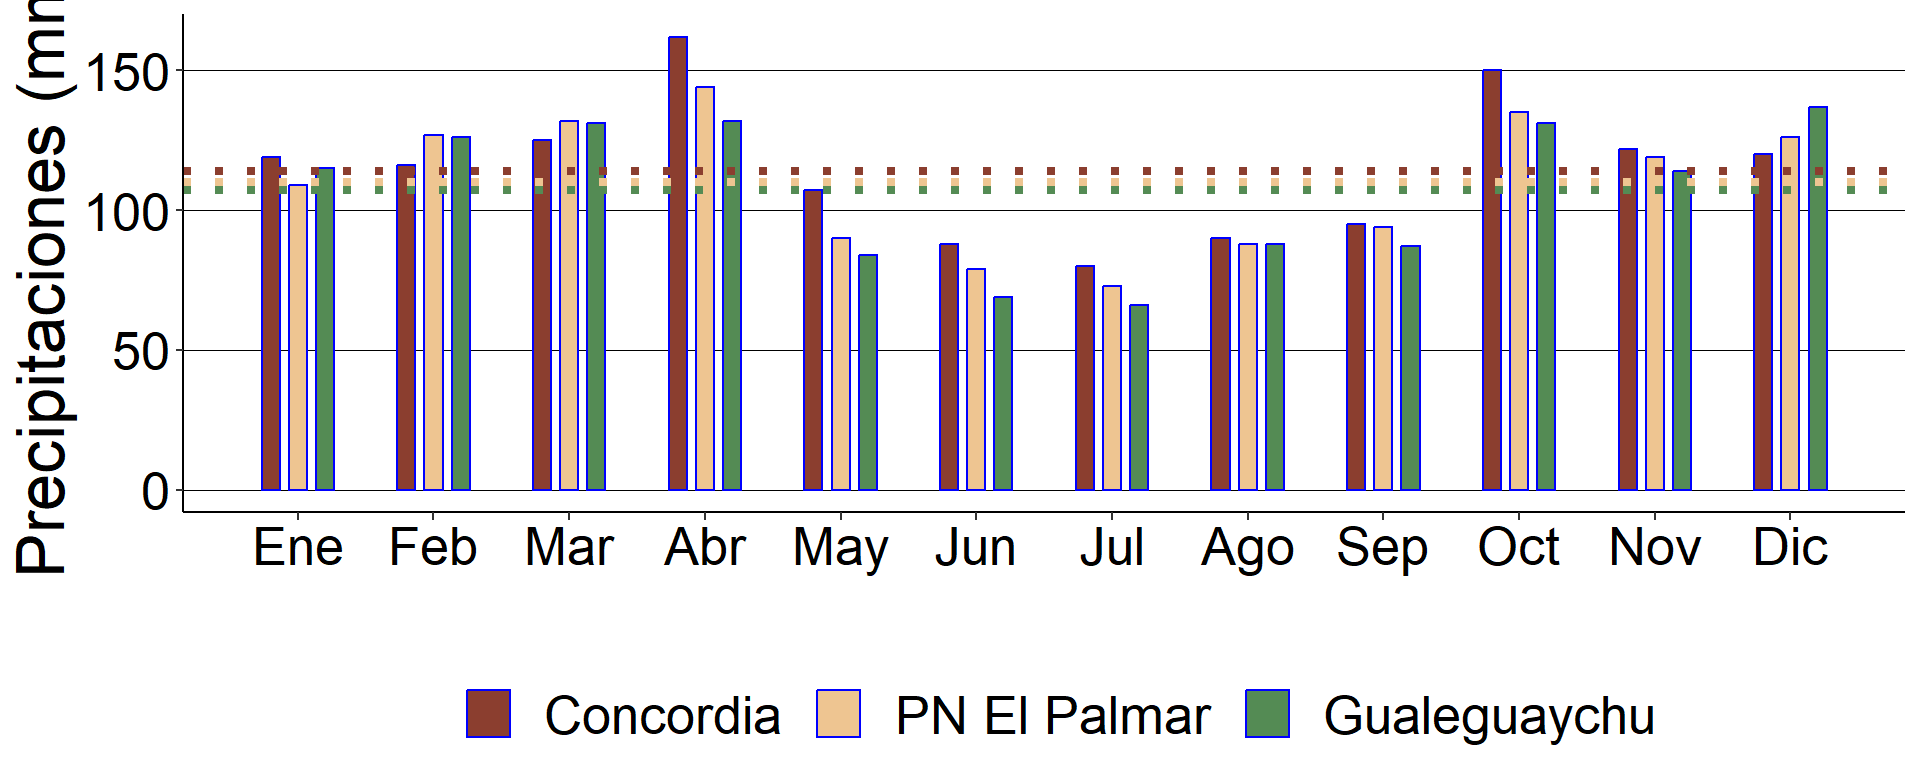 Precipitaciones
150
100
50
0
Ene Feb Mar Abr May Jun Jul Ago Sep Oct Nov Dic
Concordia PN El Palmar Gualeguaychu